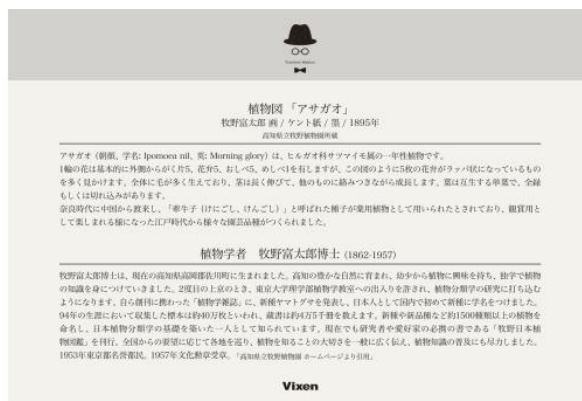 植物図 「アサガオ」
牧野富太郎 画 / ケント紙 / 墨 / 1895年
高知県立牧野植物園所蔵
アサガオ (朝顔, 学名: Ipomoea nil, 英: Morning glory) は、ヒルガオ科サツマイモ属の一年性植物です。
1輪の花は基本的に外側からがく片5、花弁5、おしべ5、めしべ1を有しますが、この図のように5枚の花弁がラッパ状になっているもの
を多く見かけます。全体に毛が多く生えており、茎は長く伸びて、他のものに絡みつきながら成長します。葉は互生する単葉で、全縁
もしくは切れ込みがあります。
奈良時代に中国から渡来し、「牽牛子 (けにごし、けんごし)」と呼ばれた種子が薬用植物として用いられたとされており、観賞用と
して楽しまれる様になった江戸時代から様々な園芸品種がつくられました。
植物学者 牧野富太郎博士 (1862-1957)
牧野富太郎博士は、現在の高知県高岡郡佐川町に生まれました。高知の豊かな自然に育まれ、幼少から植物に興味を持ち、独学で植物
の知識を身につけていきました。2度目の上京のとき、東京大学理学部植物学教室への出入りを許され、植物分類学の研究に打ち込む
ようになります。自ら創刊に携わった「植物学雑誌」に、新種ヤマトグサを発表し、日本人として国内で初めて新種に学名をつけました。
94年の生涯において収集した標本は約40万枚といわれ、蔵書は約4万5千冊を数えます。新種や新品種など約1500種類以上の植物を
命名し、日本植物分類学の基礎を築いた一人として知られています。現在でも研究者や愛好家の必携の書である「牧野日本植
物図鑑」を刊行、全国からの要望に応じて各地を巡り、植物を知ることの大切さを一般に広く伝え、植物知識の普及にも尽力しました。
1953年東京都名誉都民。1957年文化勲章受章。「高知県立牧野植物園 ホームページより引用」
Vixen